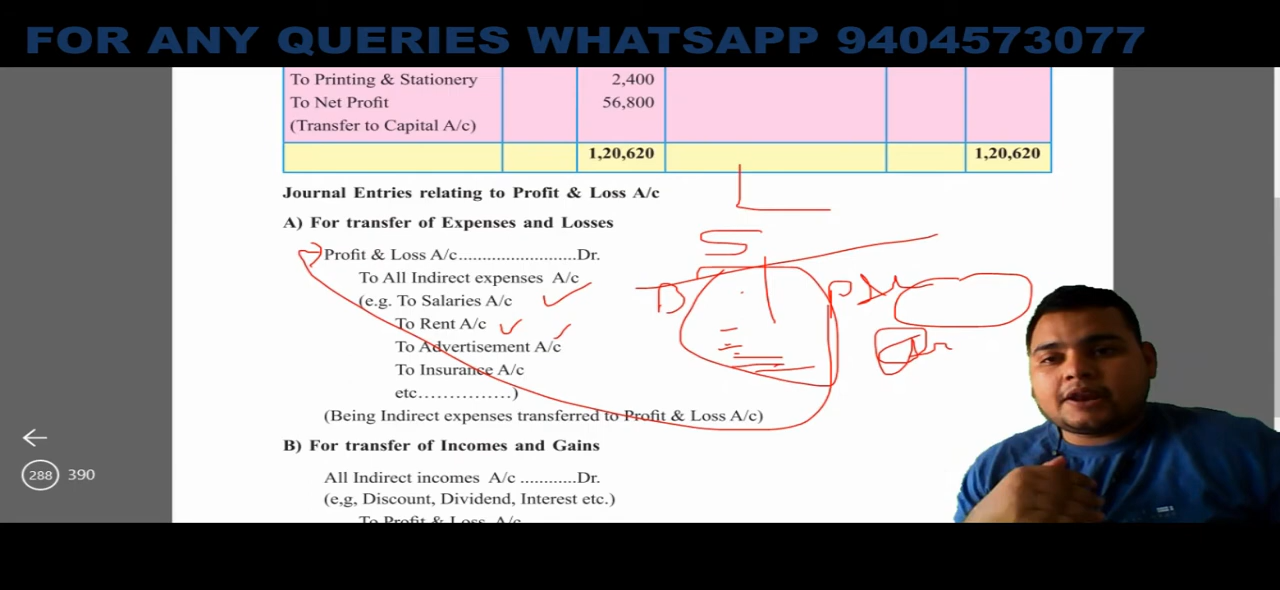 FOR ANY QUERIES WHATSAPP 9404573077
To Printing & Stationery 2,400
To Net Profit 56,800
(Transfer to Capital A/c)
1,20,620 1,20,620
Journal Entries relating to Profit & Loss A/c
A) For transfer of Expenses and Losses
Profit & Loss A/c.........................Dr.
To All Indirect expenses A/c
(e.g. To Salaries A/c
To Rent A/c
To Advertisement A/c
To Insurance A/c
etc...............)
(Being Indirect expenses transferred to Profit & Loss A/c)
B) For transfer of Incomes and Gains
All Indirect incomes A/c ............Dr.
(e,g, Discount, Dividend, Interest etc.)
To Profit & Loss A/c
288 390